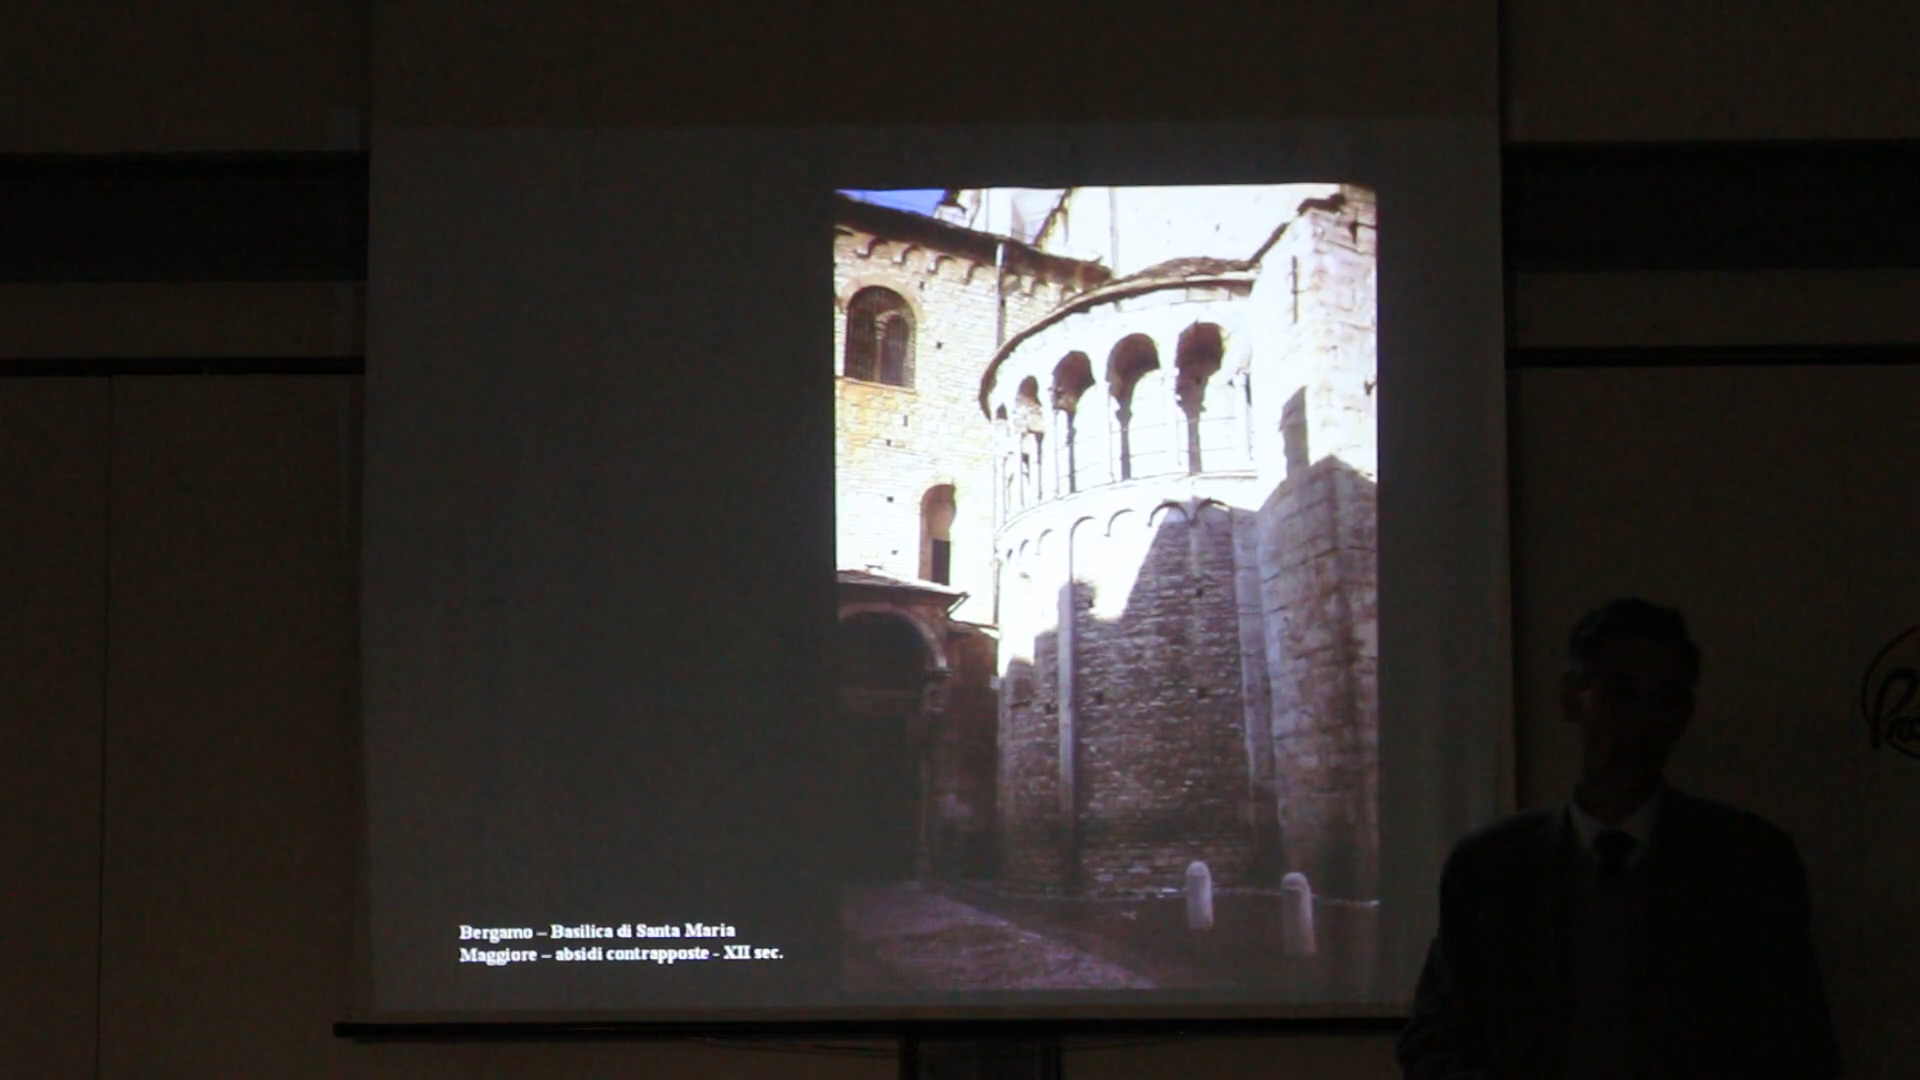 Bergamo – Basilica di Santa Maria
Maggiore – absidi contrapposte - XII sec.